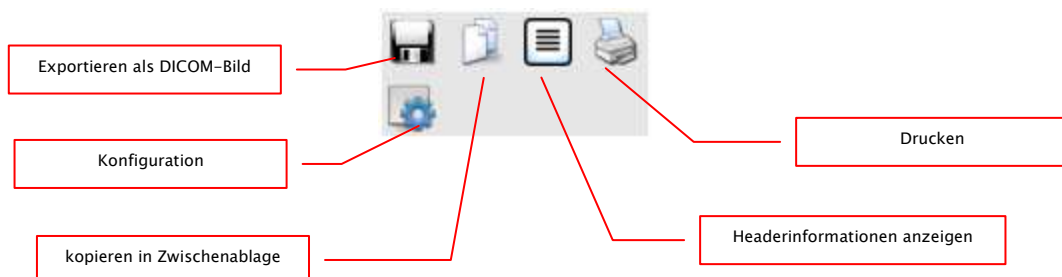 Exportieren als DICOM-Bild
Drucken
Konfiguration
Headerinformationen anzeigen
kopieren in Zwischenablage